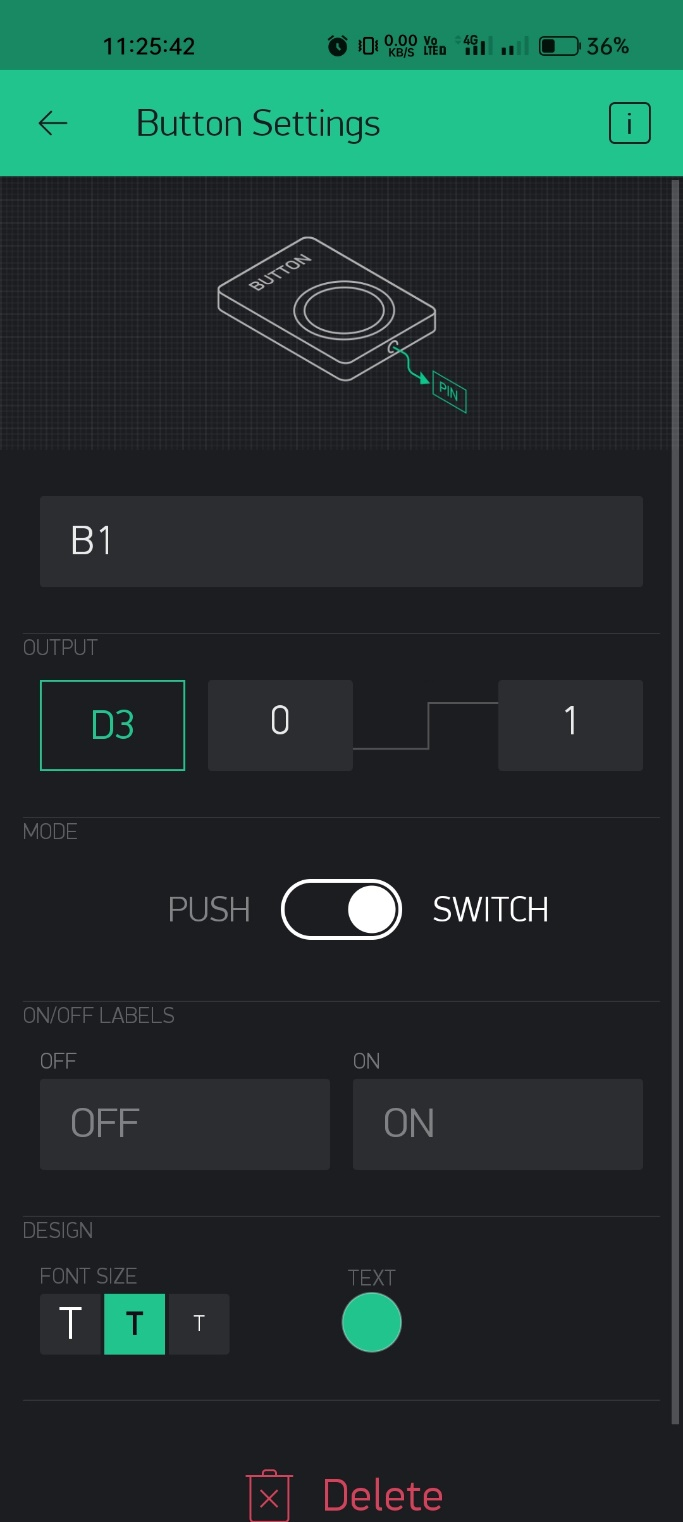 11:25:42 0.00 KB/S Vo LTED 4G 36%
Button Settings i
BUTTON
PIN
B1
OUTPUT
D3 0 1
MODE
PUSH SWITCH
ON/OFF LABELS
OFF ON
OFF ON
DESIGN
FONT SIZE TEXT
T T T
Delete